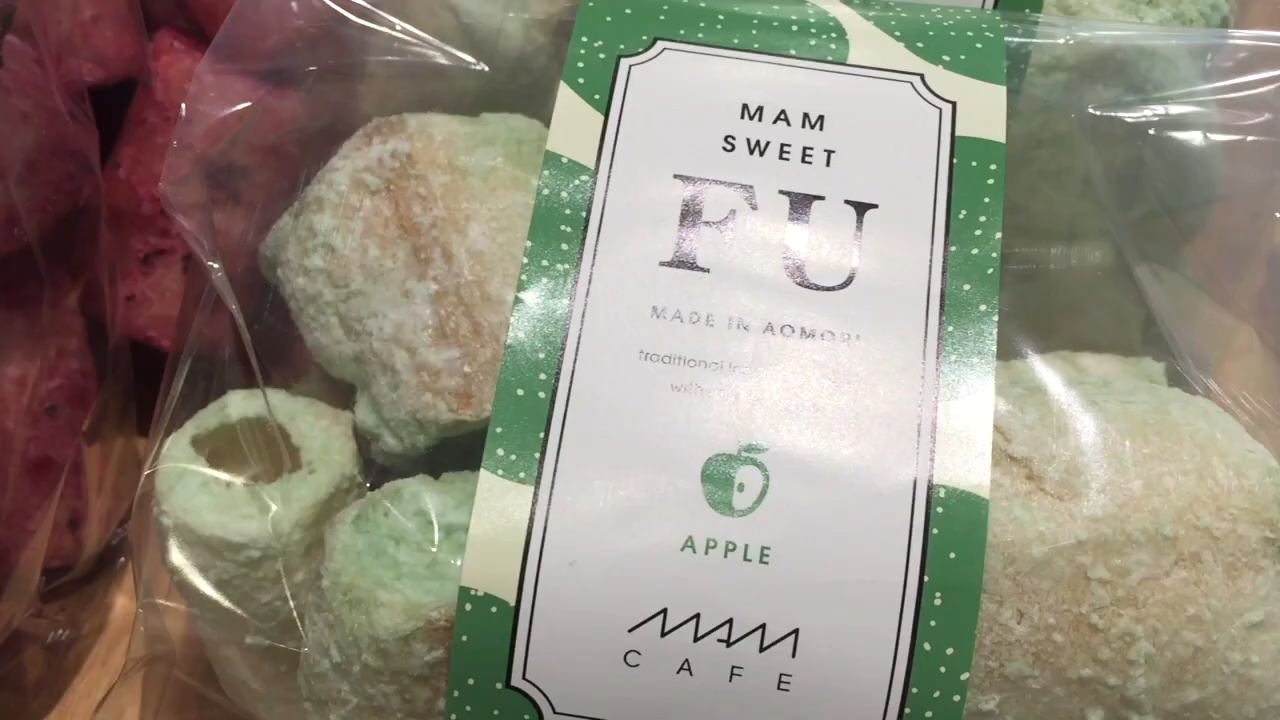 MAM
SWEET
FU
MADE IN AOMORI
traditional
with
APPLE
MAM
CAFE